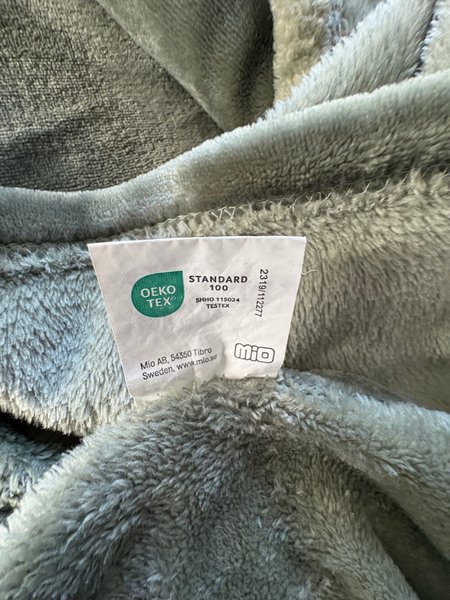 OEKO
TEX®
STANDARD
100
SHHO 115024
TESTEX
2319/112277
Mio AB, 54350 Tibro
Sweden, www.mio.se
MiO